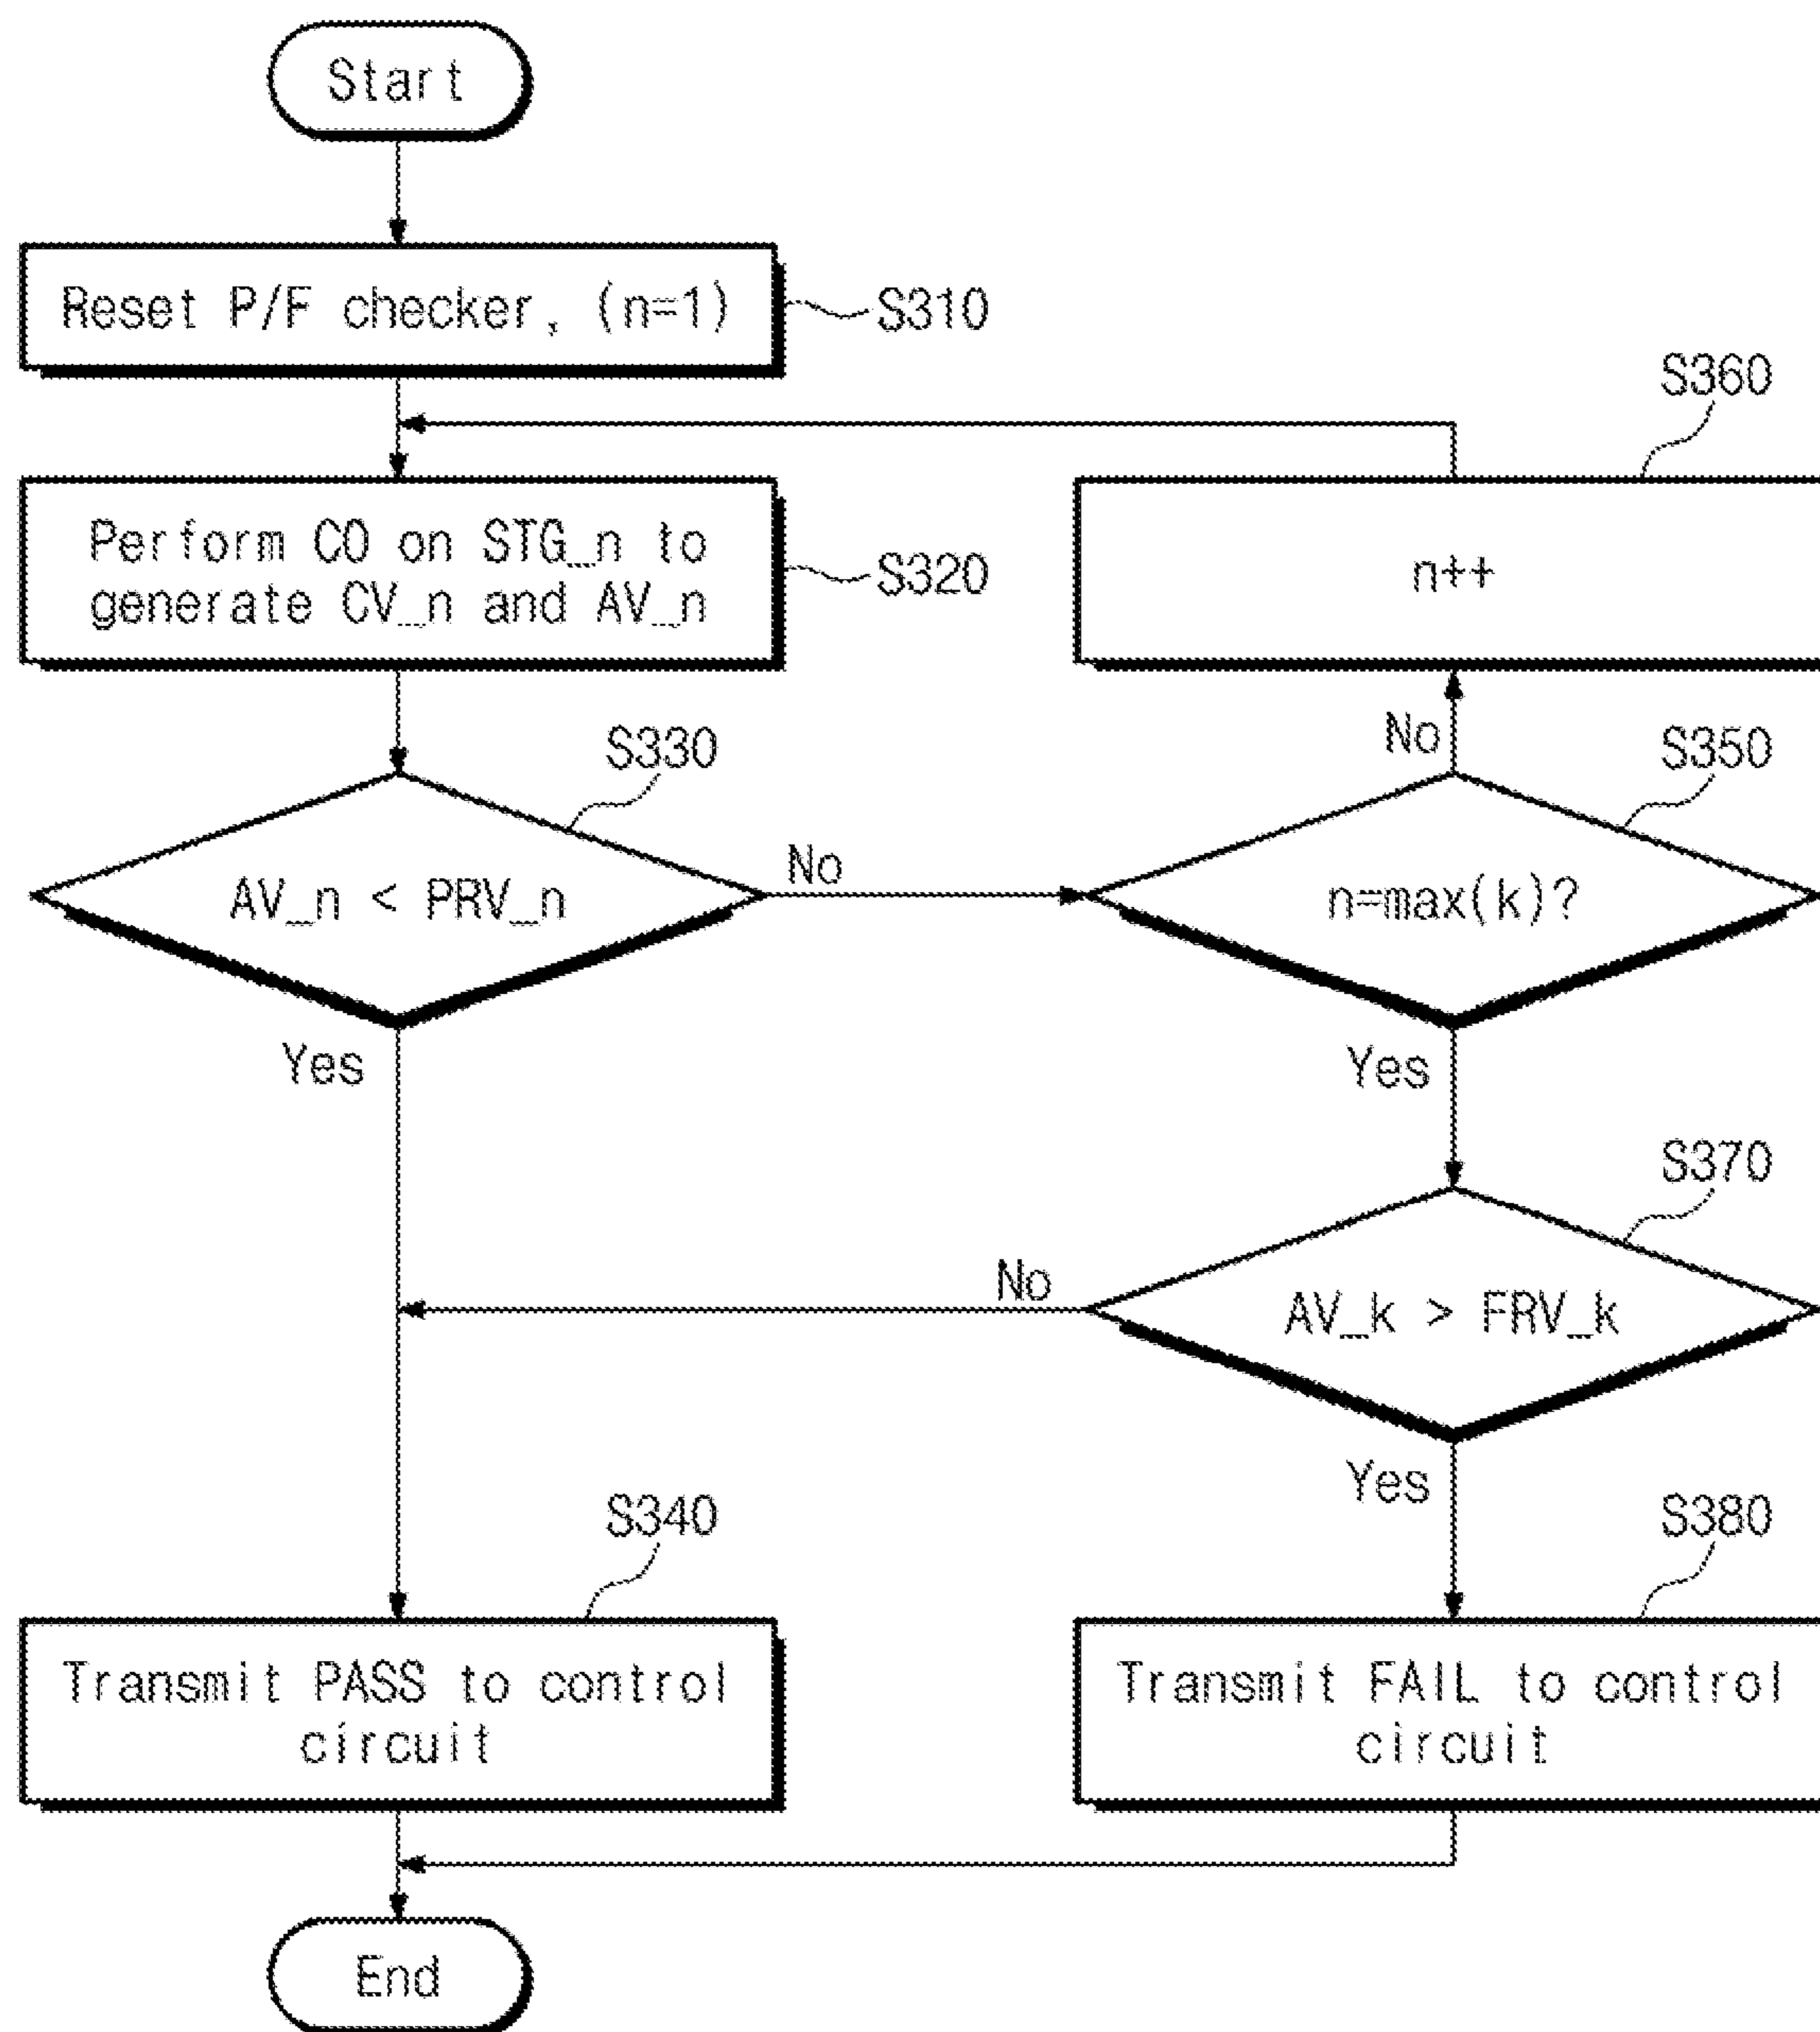 Start
Reset P/F checker, (n=1)
S310
S360
Perform CO on STG_n to
generate CV_n and AV_n
S320
n++
S330
No
S350
AV_n < PRV_n
No
n=max(k)?
Yes
Yes
S370
No
AV_k > FRV_k
Yes
S340
S380
Transmit PASS to control
circuit
Transmit FAIL to control
circuit
End